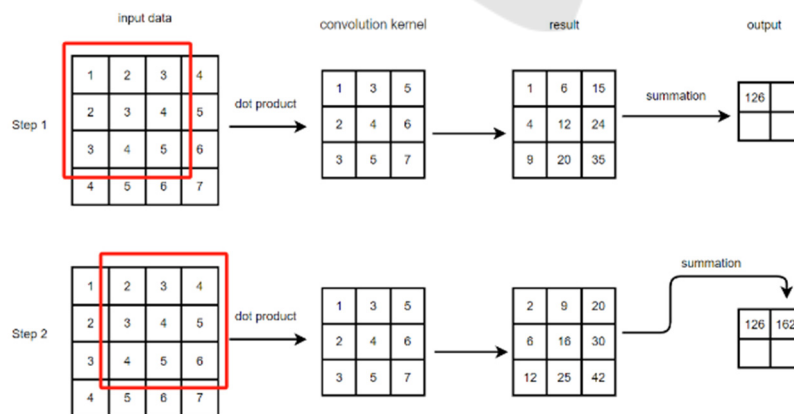 input data convolution kernel result output
1 2 3 4
2 3 4 5
3 4 5 6
4 5 6 7
Step 1
dot product
1 3 5
2 4 6
3 5 7
1 6 15
4 12 24
9 20 35
summation
126
1 2 3 4
2 3 4 5
3 4 5 6
4 5 6 7
Step 2
dot product
1 3 5
2 4 6
3 5 7
2 9 20
6 16 30
12 25 42
summation
126 162